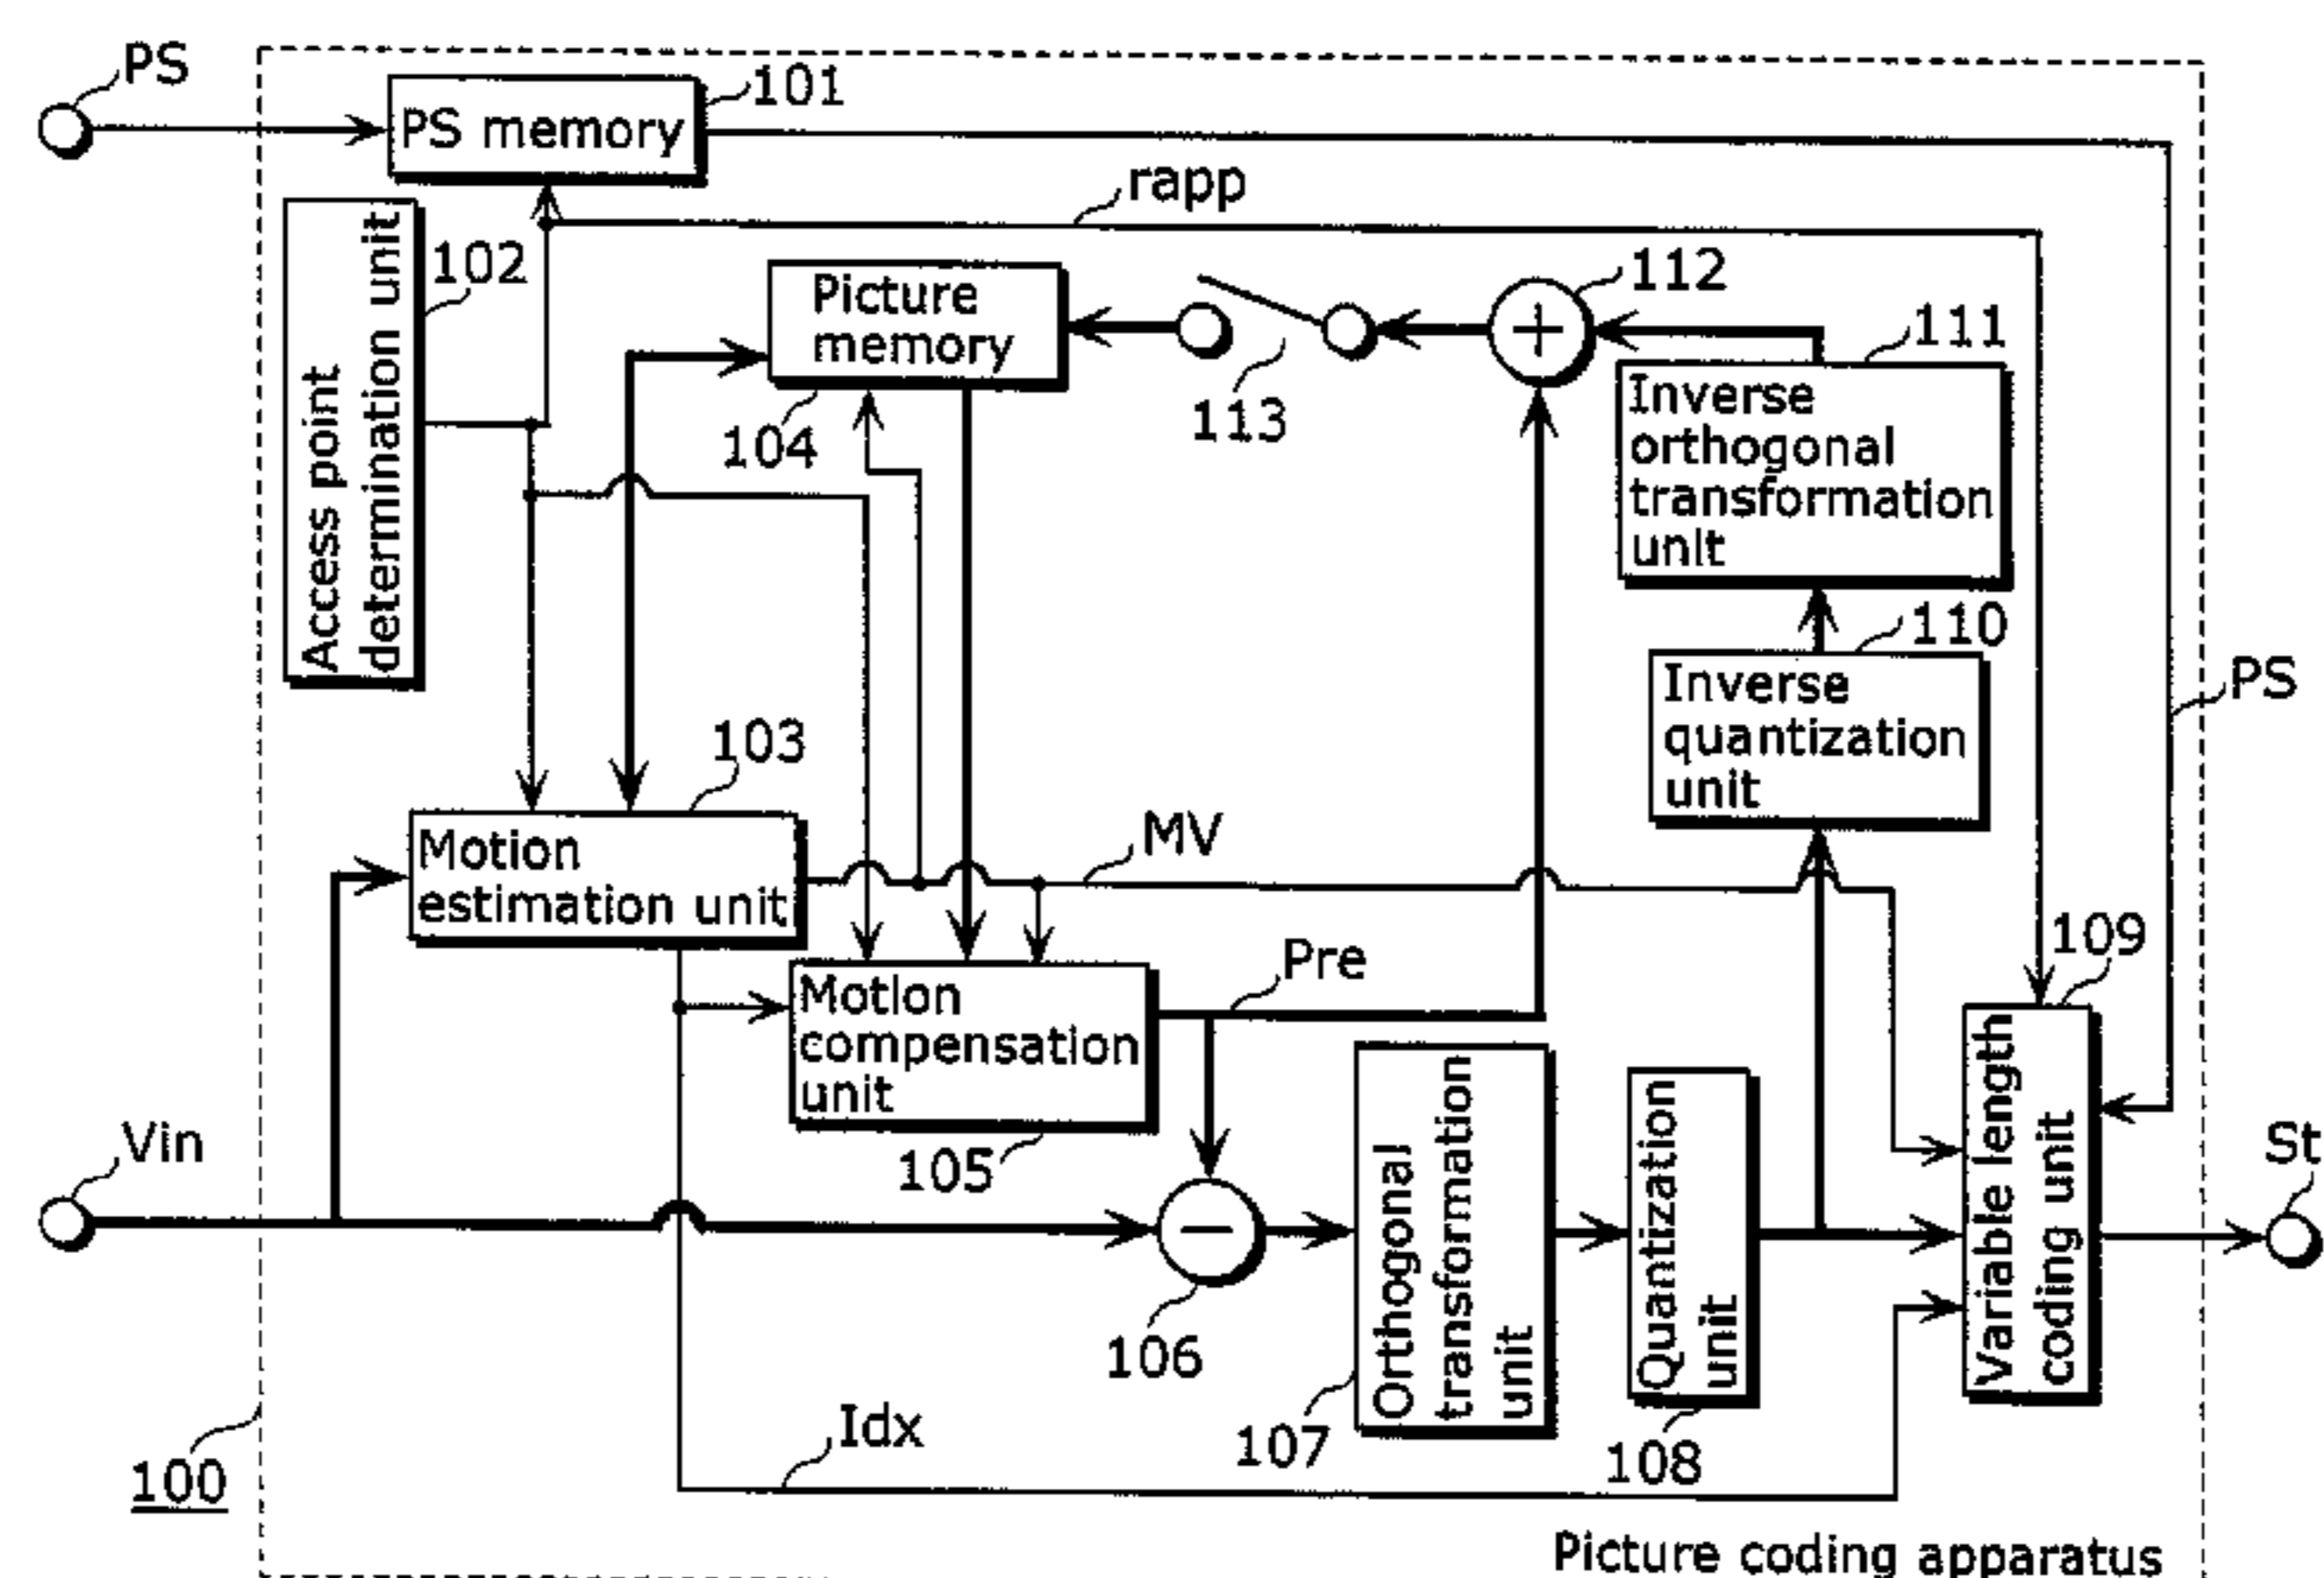 PS
PS memory
101
rapp
Access point
determination unit
102
Picture
memory
104
113
112
111
Inverse
orthogonal
transformation
unit
110
Inverse
quantization
unit
PS
103
Motion
estimation unit
MV
109
Pre
Motion
compensation
unit
105
Vin
106
Orthogonal
transformation
unit
107
Quantization
unit
108
Variable length
coding unit
St
Idx
100
Picture coding apparatus